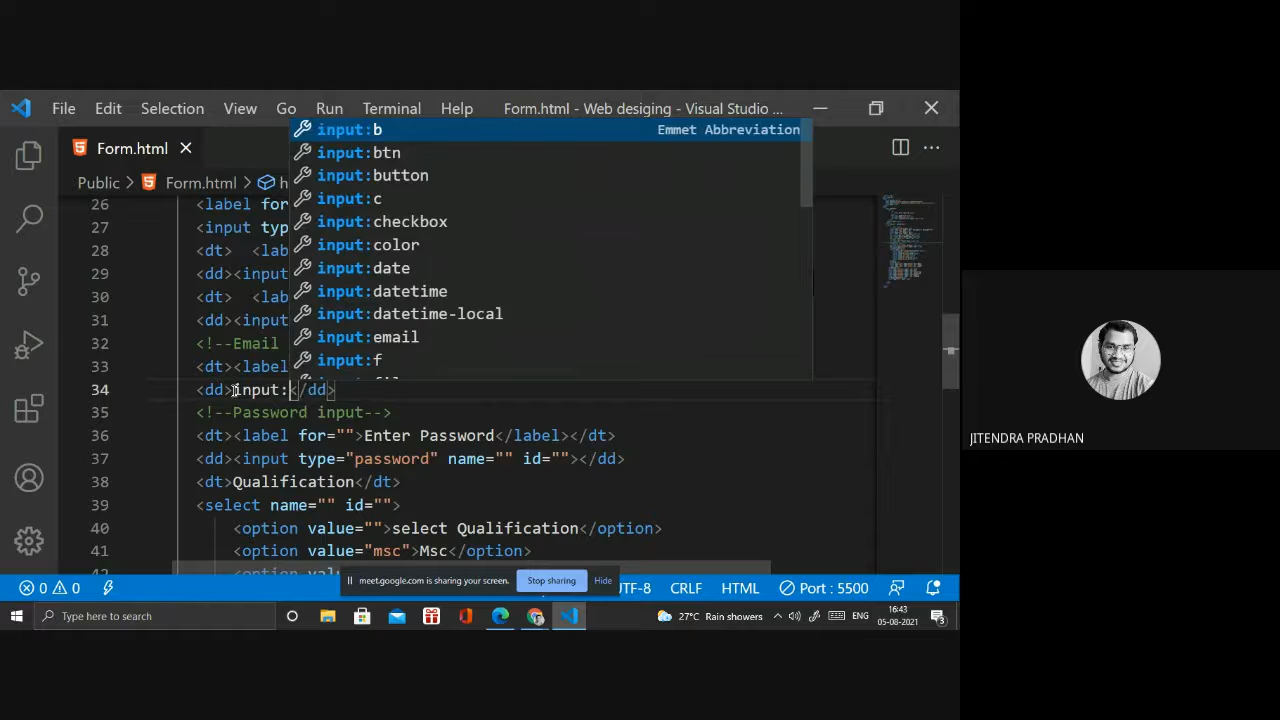 File Edit Selection View Go Run Terminal Help Form.html - Web desiging - Visual Studio ...
Form.html
Public > Form.html >
input:b Emmet Abbreviation
input:btn
input:button
input:c
input:checkbox
input:color
input:date
input:datetime
input:datetime-local
input:email
input:f
26 <label for
27 <input typ
28 <dt> <lab
29 <dd><input
30 <dt> <lab
31 <dd><input
32 <!--Email
33 <dt><label
34 <dd>input:</dd>
35 <!--Password input-->
36 <dt><label for="">Enter Password</label></dt>
37 <dd><input type="password" name="" id=""></dd>
38 <dt>Qualification</dt>
39 <select name="" id="">
40 <option value="">select Qualification</option>
41 <option value="msc">Msc</option>
meet.google.com is sharing your screen. Stop sharing Hide
0 0 UTF-8 CRLF HTML Port : 5500
Type here to search 27°C Rain showers ENG 16:43
05-08-2021 3
JITENDRA PRADHAN